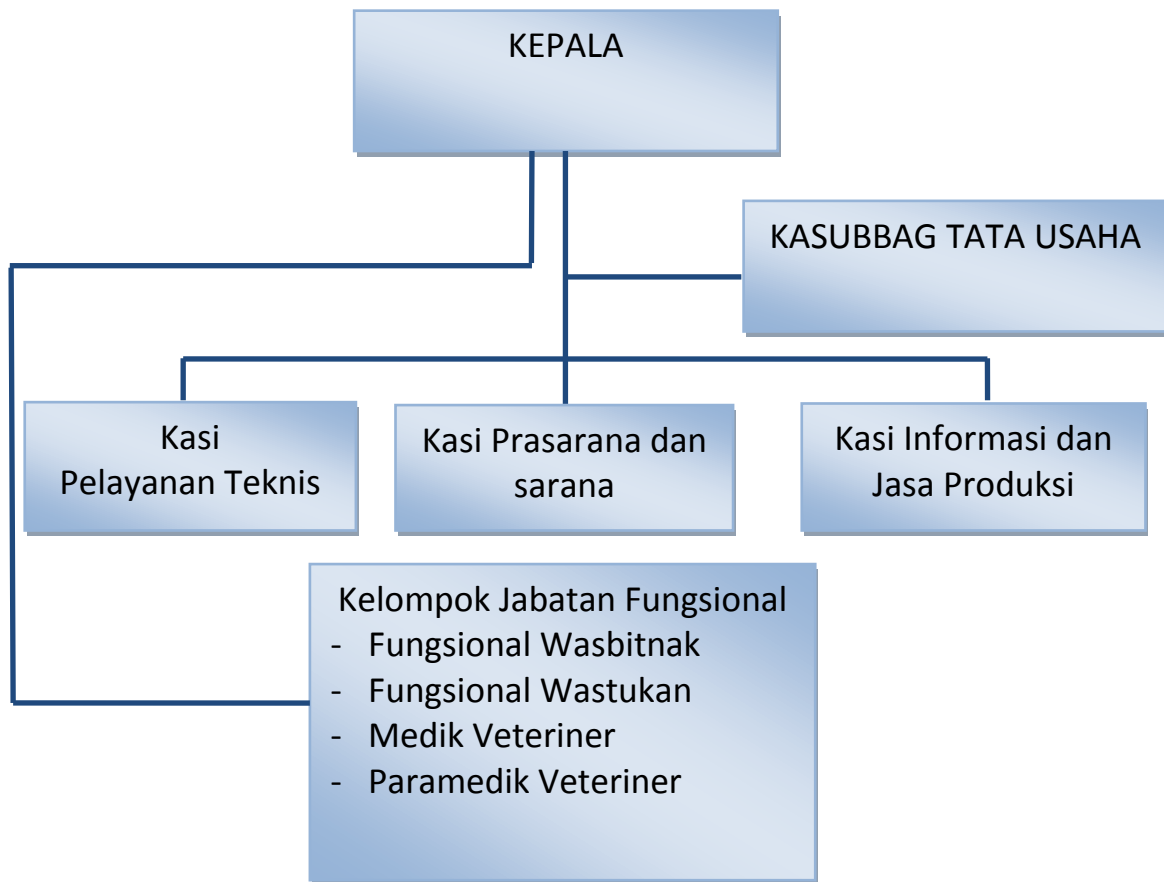 KEPALA
KASUBBAG TATA USAHA
Kasi
Pelayanan Teknis
Kasi Prasarana dan
sarana
Kasi Informasi dan
Jasa Produksi
Kelompok Jabatan Fungsional
- Fungsional Wasbitnak
- Fungsional Wastukan
- Medik Veteriner
- Paramedik Veteriner